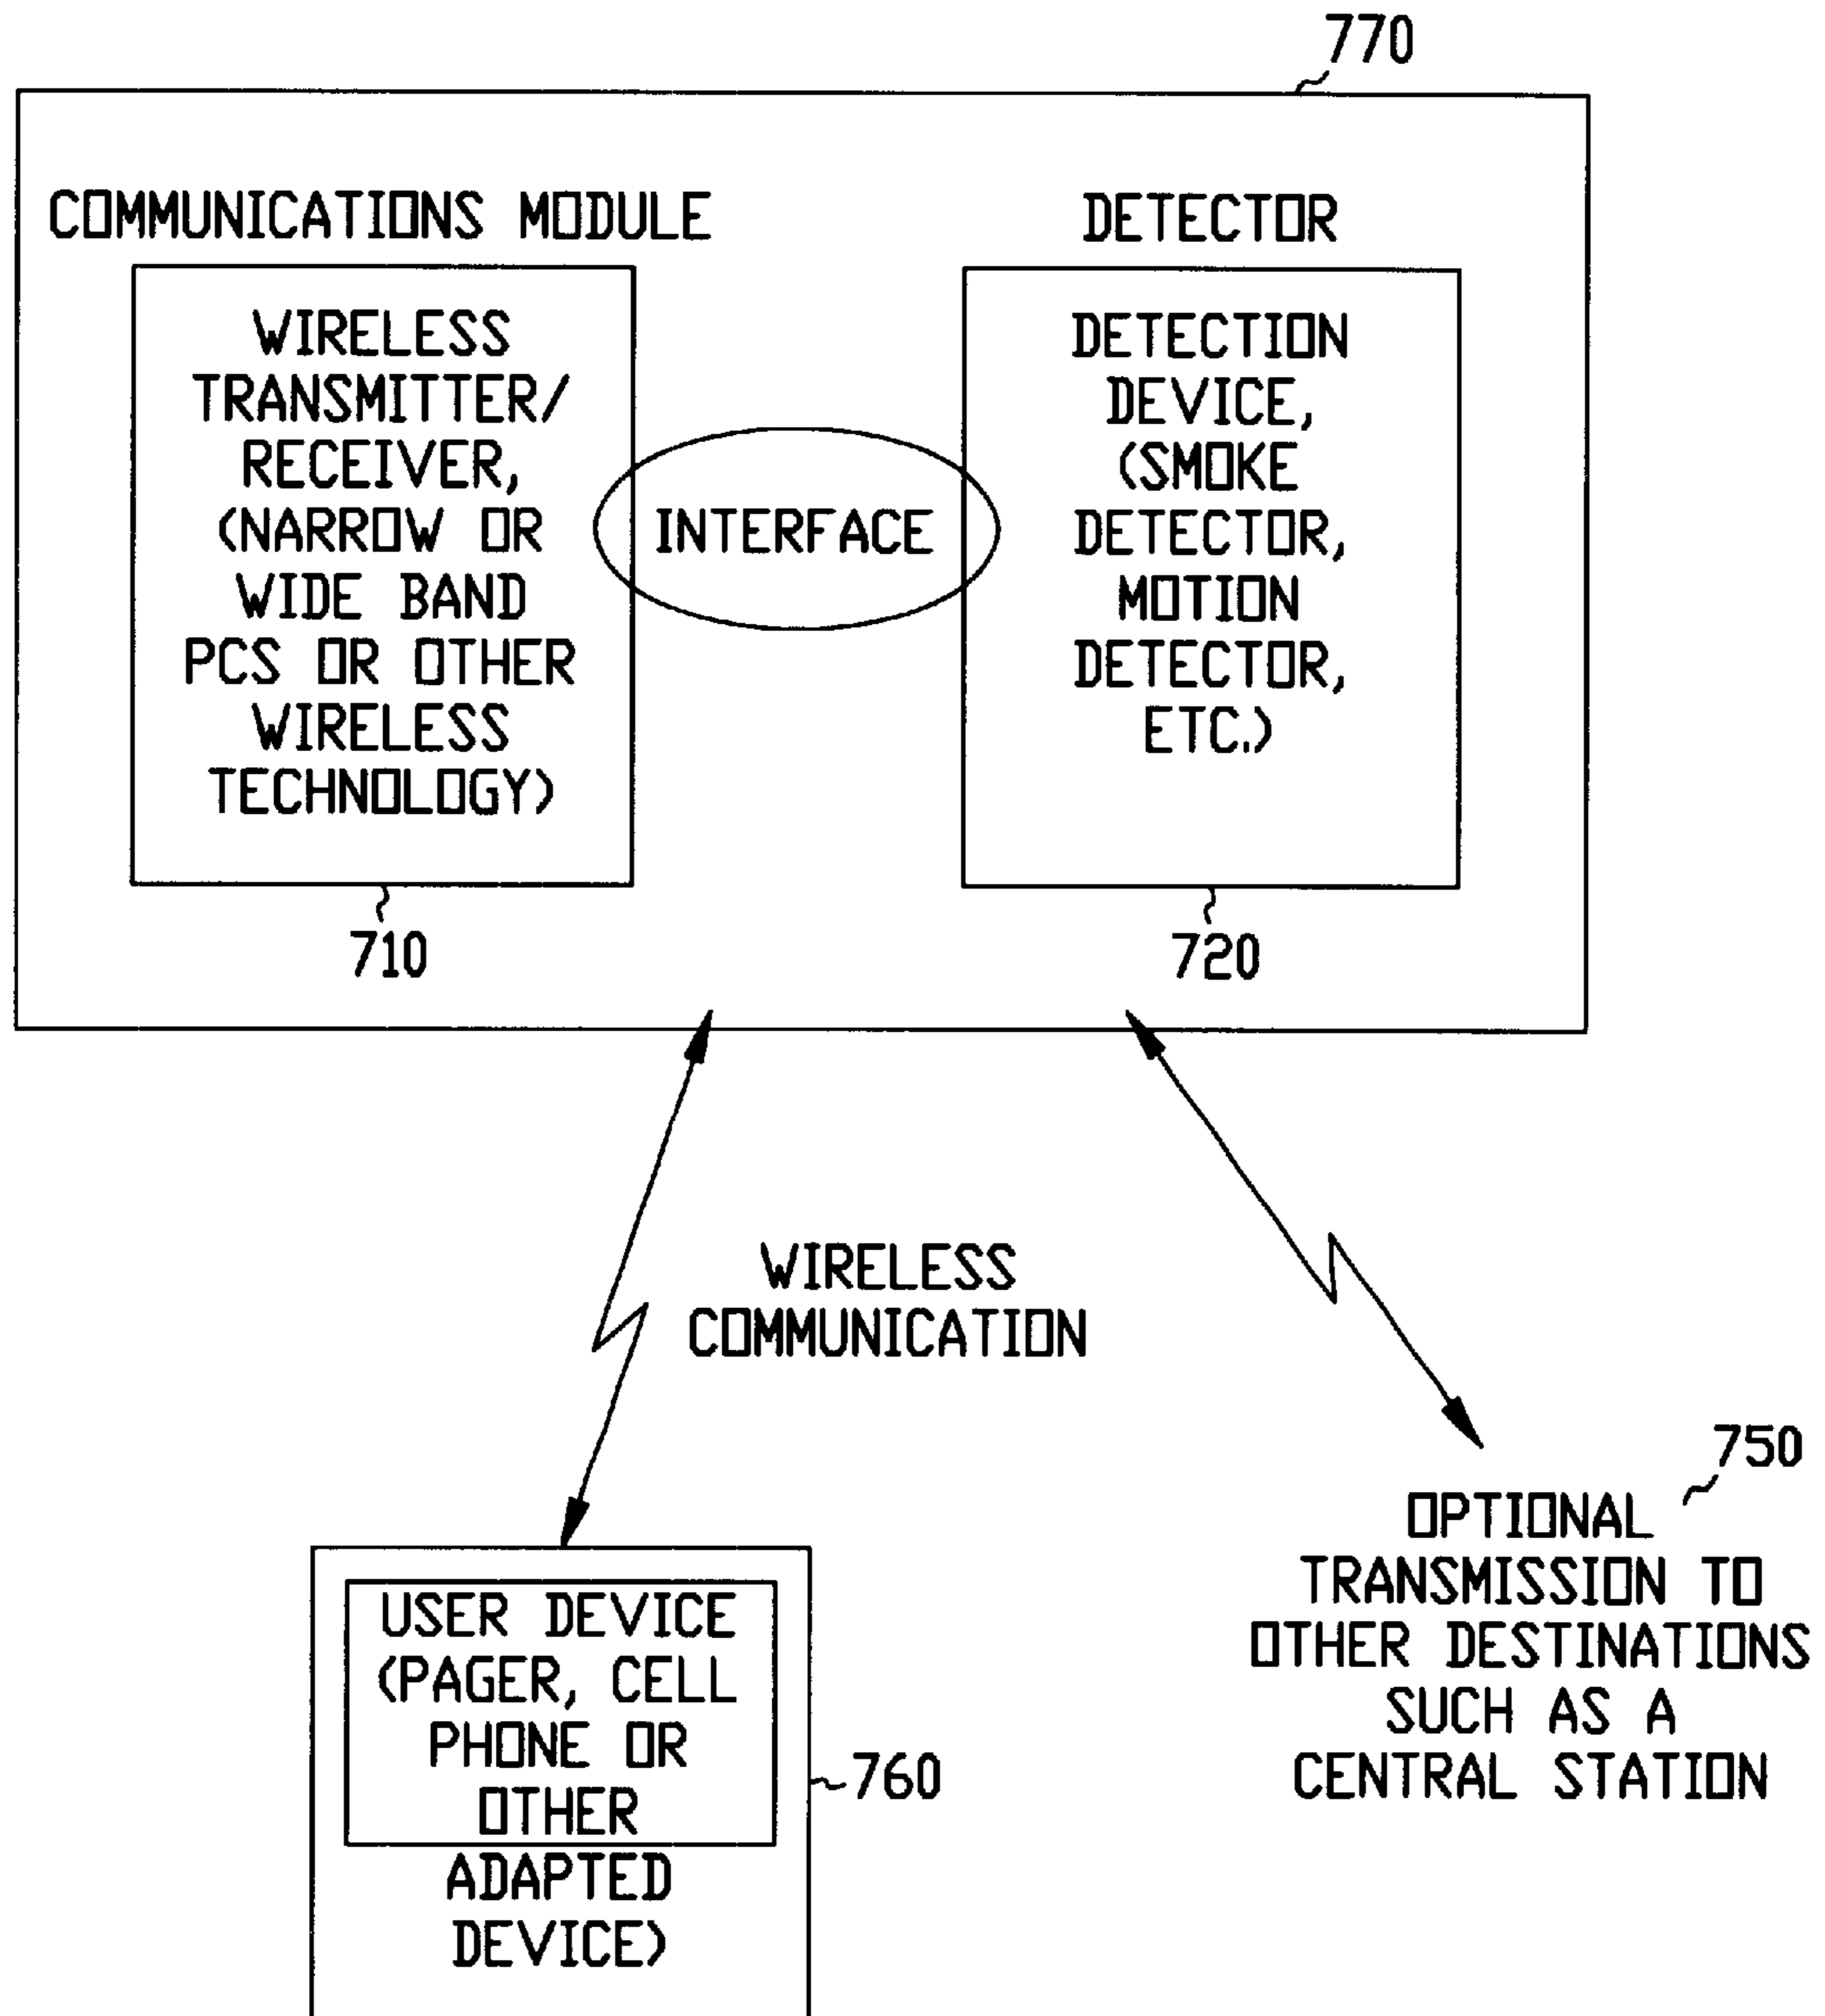 770
COMMUNICATIONS MODULE
DETECTOR
WIRELESS
TRANSMITTER/
RECEIVER,
(NARROW OR
WIDE BAND
PCS OR OTHER
WIRELESS
TECHNOLOGY)
INTERFACE
DETECTION
DEVICE,
(SMOKE
DETECTOR,
MOTION
DETECTOR,
ETC.)
710
720
WIRELESS
COMMUNICATION
750
OPTIONAL
TRANSMISSION TO
OTHER DESTINATIONS
SUCH AS A
CENTRAL STATION
USER DEVICE
(PAGER, CELL
PHONE OR
OTHER
ADAPTED
DEVICE)
760